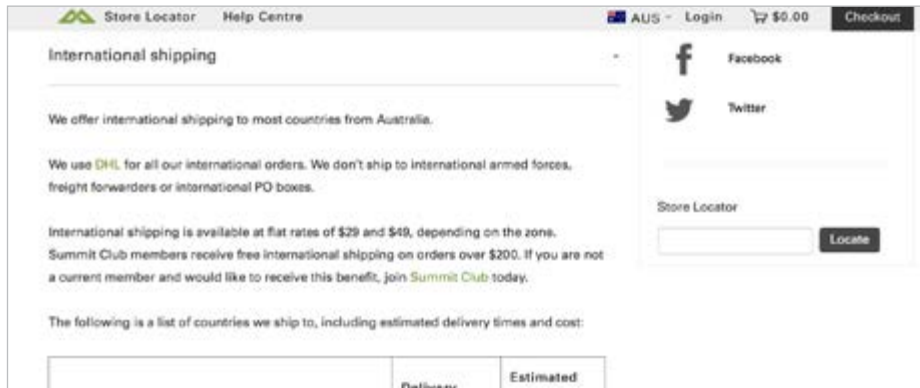 Store Locator Help Centre AUS Login $0.00 Checkout
International shipping -
Facebook
Twitter
We offer international shipping to most countries from Australia.
We use DHL for all our international orders. We don't ship to international armed forces,
freight forwarders or international PO boxes.
International shipping is available at flat rates of $29 and $49, depending on the zone.
Summit Club members receive free international shipping on orders over $200. If you are not
a current member and would like to receive this benefit, join Summit Club today.
The following is a list of countries we ship to, including estimated delivery times and cost:
Store Locator
Locate
Delivery
Estimated